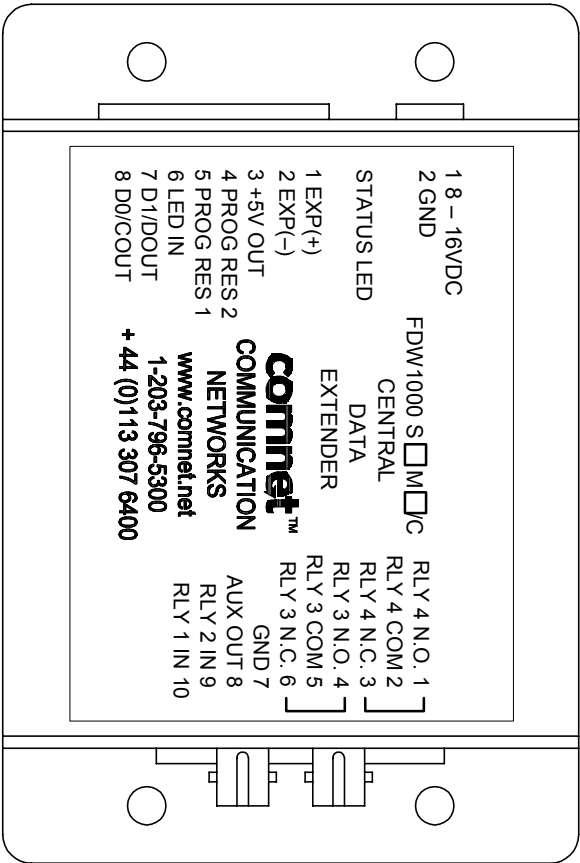 1 8 – 16VDC
2 GND
STATUS LED
1 EXP(+)
2 EXP(–)
3 +5V OUT
4 PROG RES 2
5 PROG RES 1
6 LED IN
7 D1/DOUT
8 D0/COUT
FDW1000 S□M□/C
CENTRAL
DATA
EXTENDER
comnet™
COMMUNICATION
NETWORKS
www.comnet.net
1-203-796-5300
+ 44 (0)113 307 6400
RLY 4 N.O. 1
RLY 4 COM 2
RLY 4 N.C. 3
RLY 3 N.O. 4
RLY 3 COM 5
RLY 3 N.C. 6
GND 7
AUX OUT 8
RLY 2 IN 9
RLY 1 IN 10